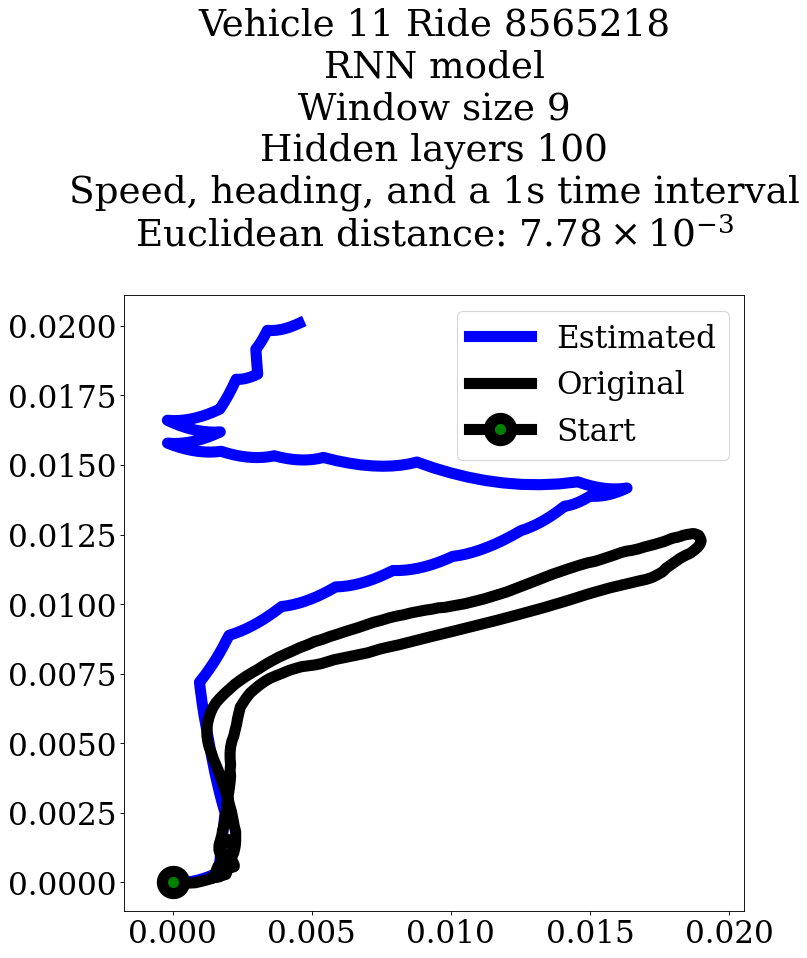 Vehicle 11 Ride 8565218
RNN model
Window size 9
Hidden layers 100
Speed, heading, and a 1s time interval
Euclidean distance: 7.78 × 10⁻³
Estimated
Original
Start
0.0200
0.0175
0.0150
0.0125
0.0100
0.0075
0.0050
0.0025
0.0000
0.000 0.005 0.010 0.015 0.020